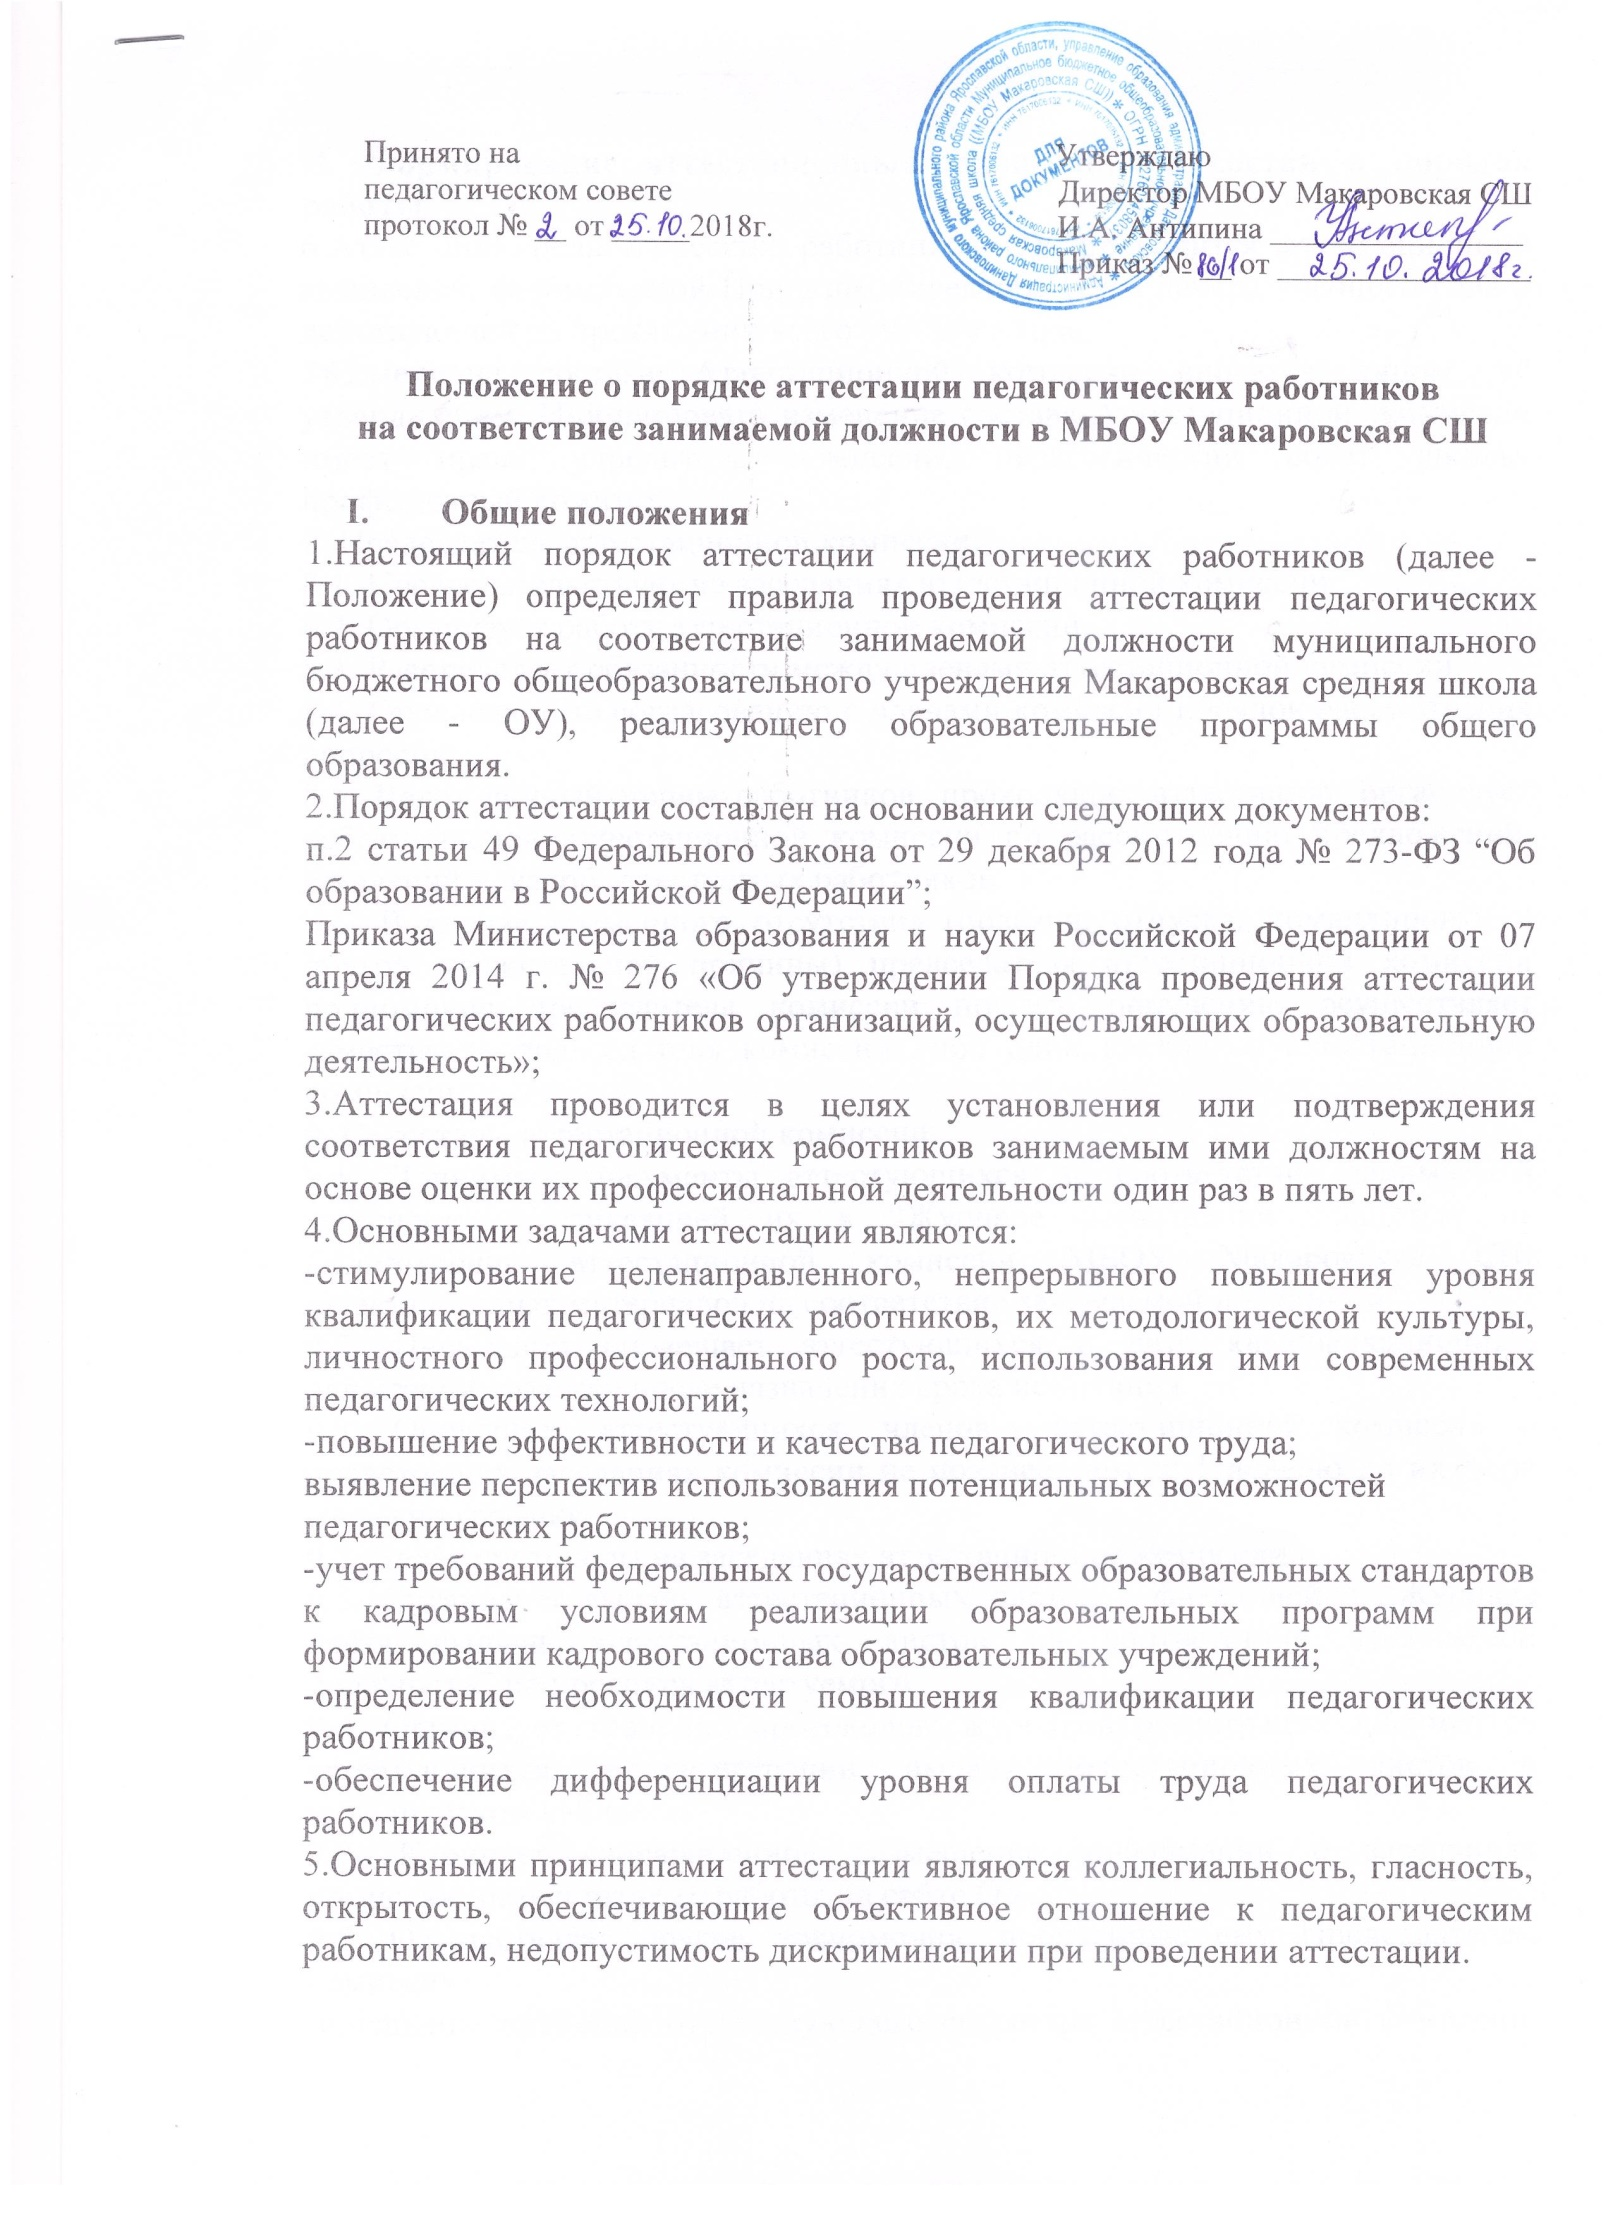 Принято на
педагогическом совете
протокол № 2 от 25.10.2018г.
Утверждаю
Директор МБОУ Макаровская СШ
И.А. Антипина
Приказ № 86/1 от 25.10.2018г.
ДЛЯ
ДОКУМЕНТОВ
Положение о порядке аттестации педагогических работников
на соответствие занимаемой должности в МБОУ Макаровская СШ
I. Общие положения
1.Настоящий порядок аттестации педагогических работников (далее -
Положение) определяет правила проведения аттестации педагогических
работников на соответствие занимаемой должности муниципального
бюджетного общеобразовательного учреждения Макаровская средняя школа
(далее - ОУ), реализующего образовательные программы общего
образования.
2.Порядок аттестации составлен на основании следующих документов:
п.2 статьи 49 Федерального Закона от 29 декабря 2012 года № 273-ФЗ “Об
образовании в Российской Федерации”;
Приказа Министерства образования и науки Российской Федерации от 07
апреля 2014 г. № 276 «Об утверждении Порядка проведения аттестации
педагогических работников организаций, осуществляющих образовательную
деятельность»;
3.Аттестация проводится в целях установления или подтверждения
соответствия педагогических работников занимаемым ими должностям на
основе оценки их профессиональной деятельности один раз в пять лет.
4.Основными задачами аттестации являются:
-стимулирование целенаправленного, непрерывного повышения уровня
квалификации педагогических работников, их методологической культуры,
личностного профессионального роста, использования ими современных
педагогических технологий;
-повышение эффективности и качества педагогического труда;
выявление перспектив использования потенциальных возможностей
педагогических работников;
-учет требований федеральных государственных образовательных стандартов
к кадровым условиям реализации образовательных программ при
формировании кадрового состава образовательных учреждений;
-определение необходимости повышения квалификации педагогических
работников;
-обеспечение дифференциации уровня оплаты труда педагогических
работников.
5.Основными принципами аттестации являются коллегиальность, гласность,
открытость, обеспечивающие объективное отношение к педагогическим
работникам, недопустимость дискриминации при проведении аттестации.